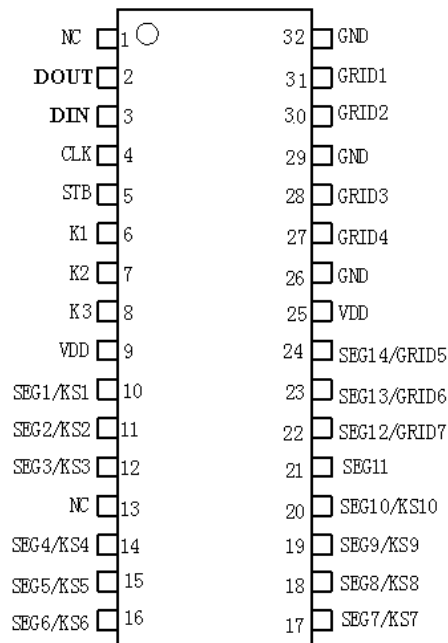 NC 1 32 GND
DOUT 2 31 GRID1
DIN 3 30 GRID2
CLK 4 29 GND
STB 5 28 GRID3
K1 6 27 GRID4
K2 7 26 GND
K3 8 25 VDD
VDD 9 24 SEG14/GRID5
SEG1/KS1 10 23 SEG13/GRID6
SEG2/KS2 11 22 SEG12/GRID7
SEG3/KS3 12 21 SEG11
NC 13 20 SEG10/KS10
SEG4/KS4 14 19 SEG9/KS9
SEG5/KS5 15 18 SEG8/KS8
SEG6/KS6 16 17 SEG7/KS7